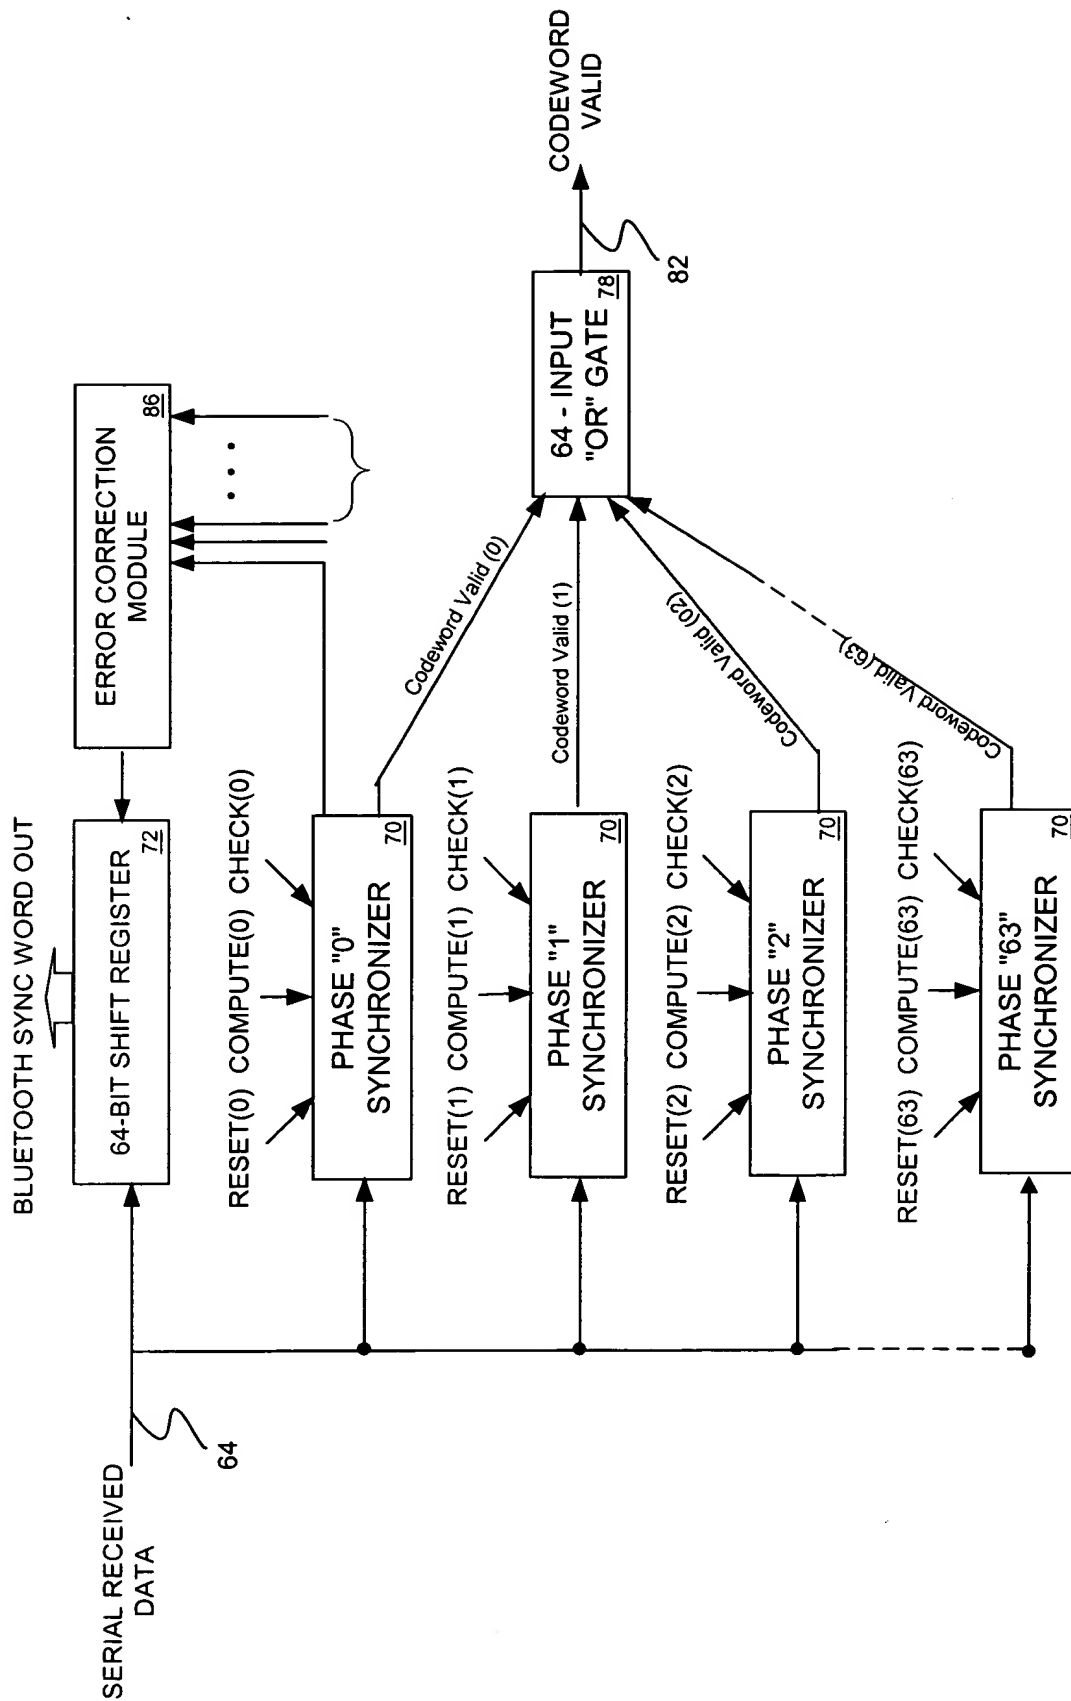 BLUETOOTH SYNC WORD OUT
SERIAL RECEIVED
DATA
64
64-BIT SHIFT REGISTER
72
ERROR CORRECTION
MODULE
86
RESET(0) COMPUTE(0) CHECK(0)
PHASE "0"
SYNCHRONIZER
70
Codeword Valid (0)
RESET(1) COMPUTE(1) CHECK(1)
PHASE "1"
SYNCHRONIZER
70
Codeword Valid (1)
RESET(2) COMPUTE(2) CHECK(2)
PHASE "2"
SYNCHRONIZER
70
Codeword Valid (02)
RESET(63) COMPUTE(63) CHECK(63)
PHASE "63"
SYNCHRONIZER
70
Codeword Valid (63)
64 - INPUT
"OR" GATE
78
82
CODEWORD
VALID